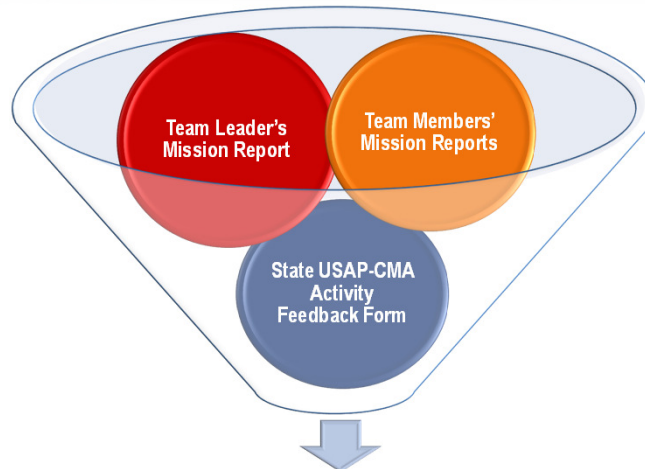 Team Leader's
Mission Report
Team Members'
Mission Reports
State USAP-CMA
Activity
Feedback Form